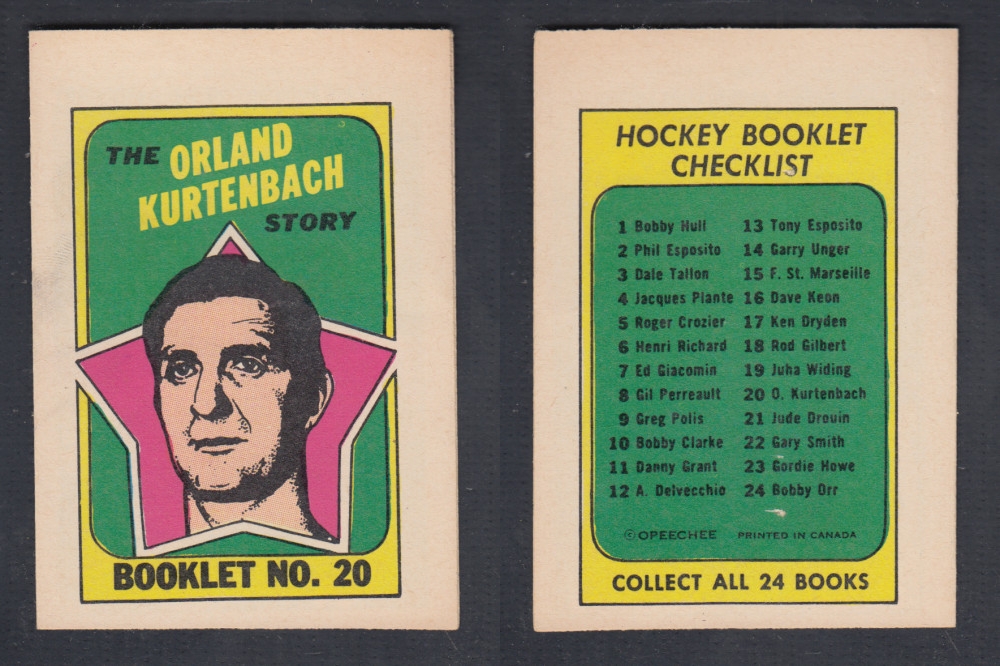 THE ORLAND
KURTENBACH
STORY
BOOKLET NO. 20
HOCKEY BOOKLET
CHECKLIST
1 Bobby Hull 13 Tony Esposito
2 Phil Esposito 14 Garry Unger
3 Dale Tallon 15 F. St. Marseille
4 Jacques Plante 16 Dave Keon
5 Roger Crozier 17 Ken Dryden
6 Henri Richard 18 Rod Gilbert
7 Ed Giacomin 19 Juha Widing
8 Gil Perreault 20 O. Kurtenbach
9 Greg Polis 21 Jude Drouin
10 Bobby Clarke 22 Gary Smith
11 Danny Grant 23 Gordie Howe
12 A. Delvecchio 24 Bobby Orr
©OPEECHEE PRINTED IN CANADA
COLLECT ALL 24 BOOKS